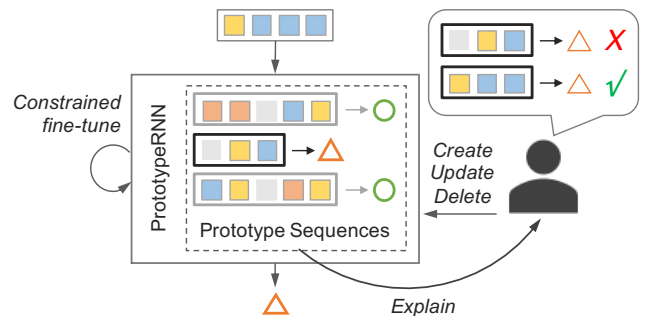 X
√
Constrained
fine-tune
PrototypeRNN
Create
Update
Delete
Prototype Sequences
Explain